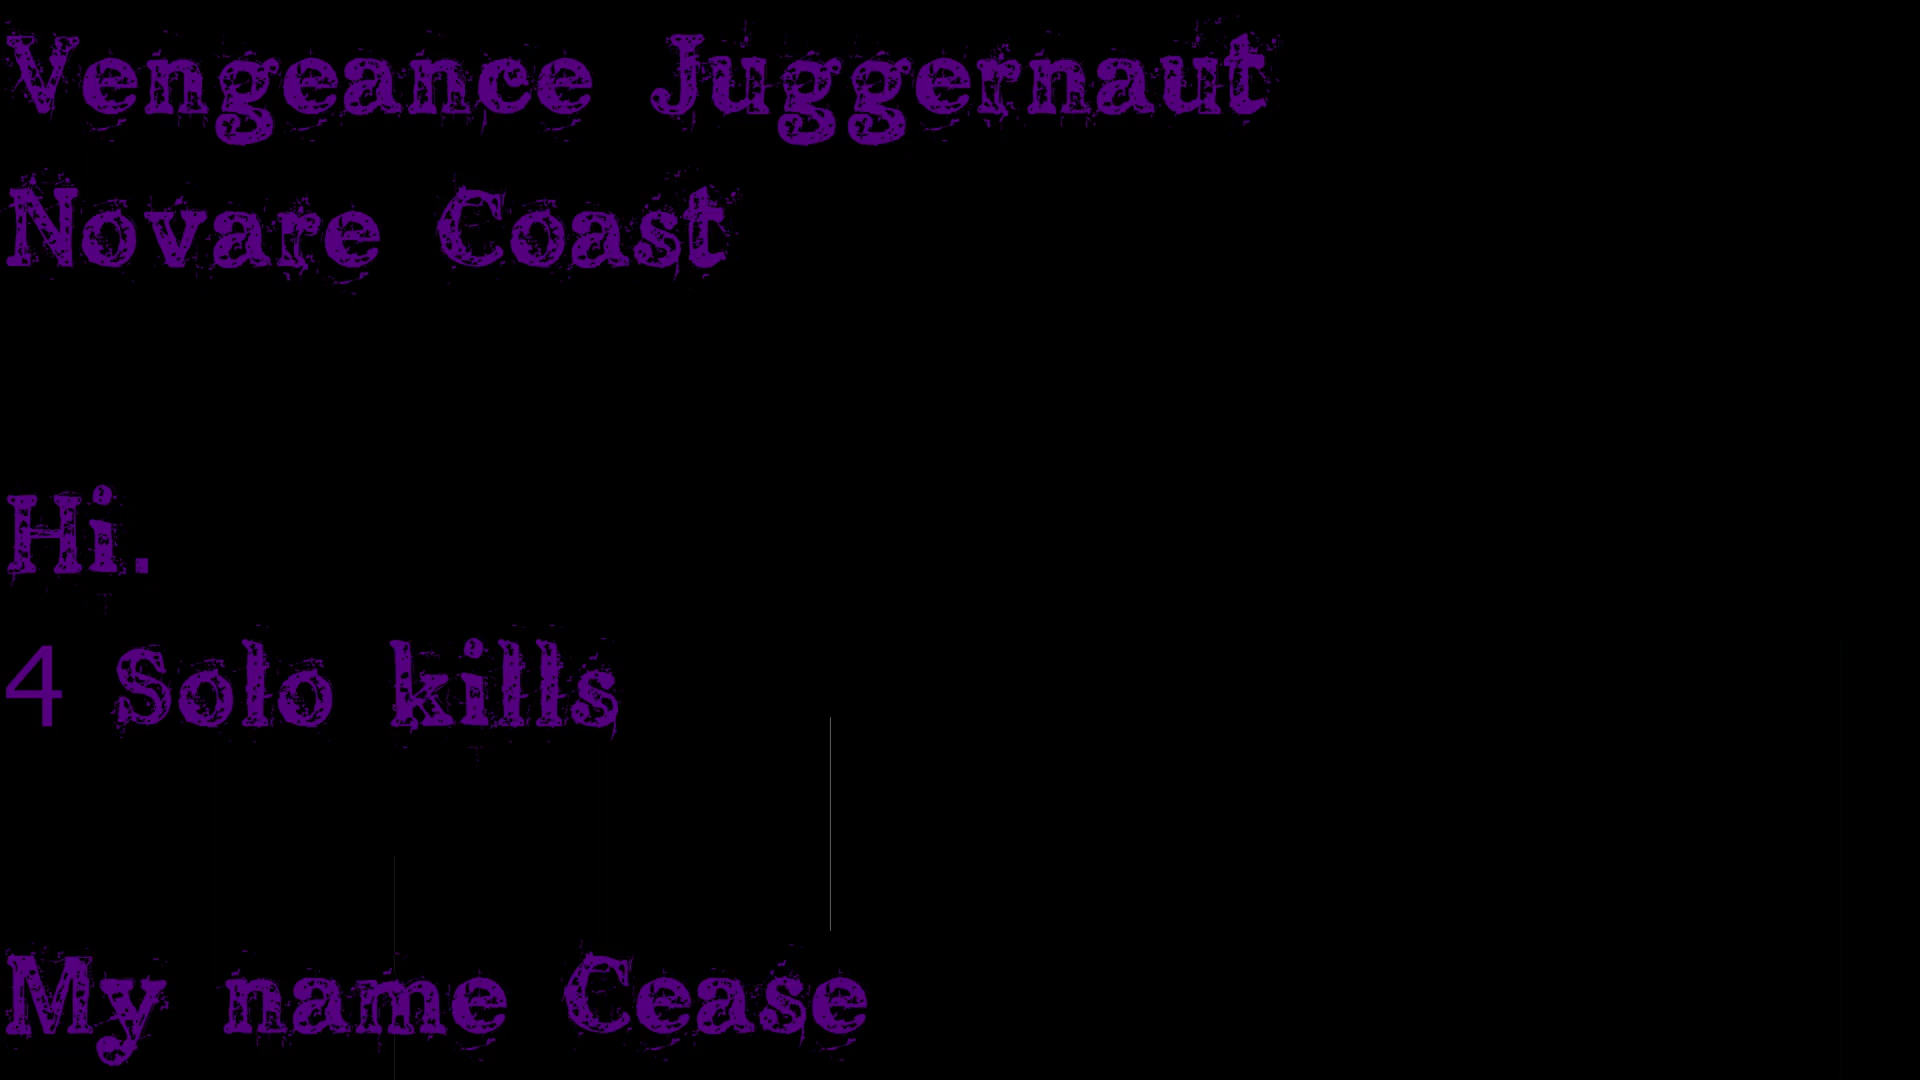 Vengeance Juggernaut
Novare Coast
Hi.
4 Solo kills
My name Cease